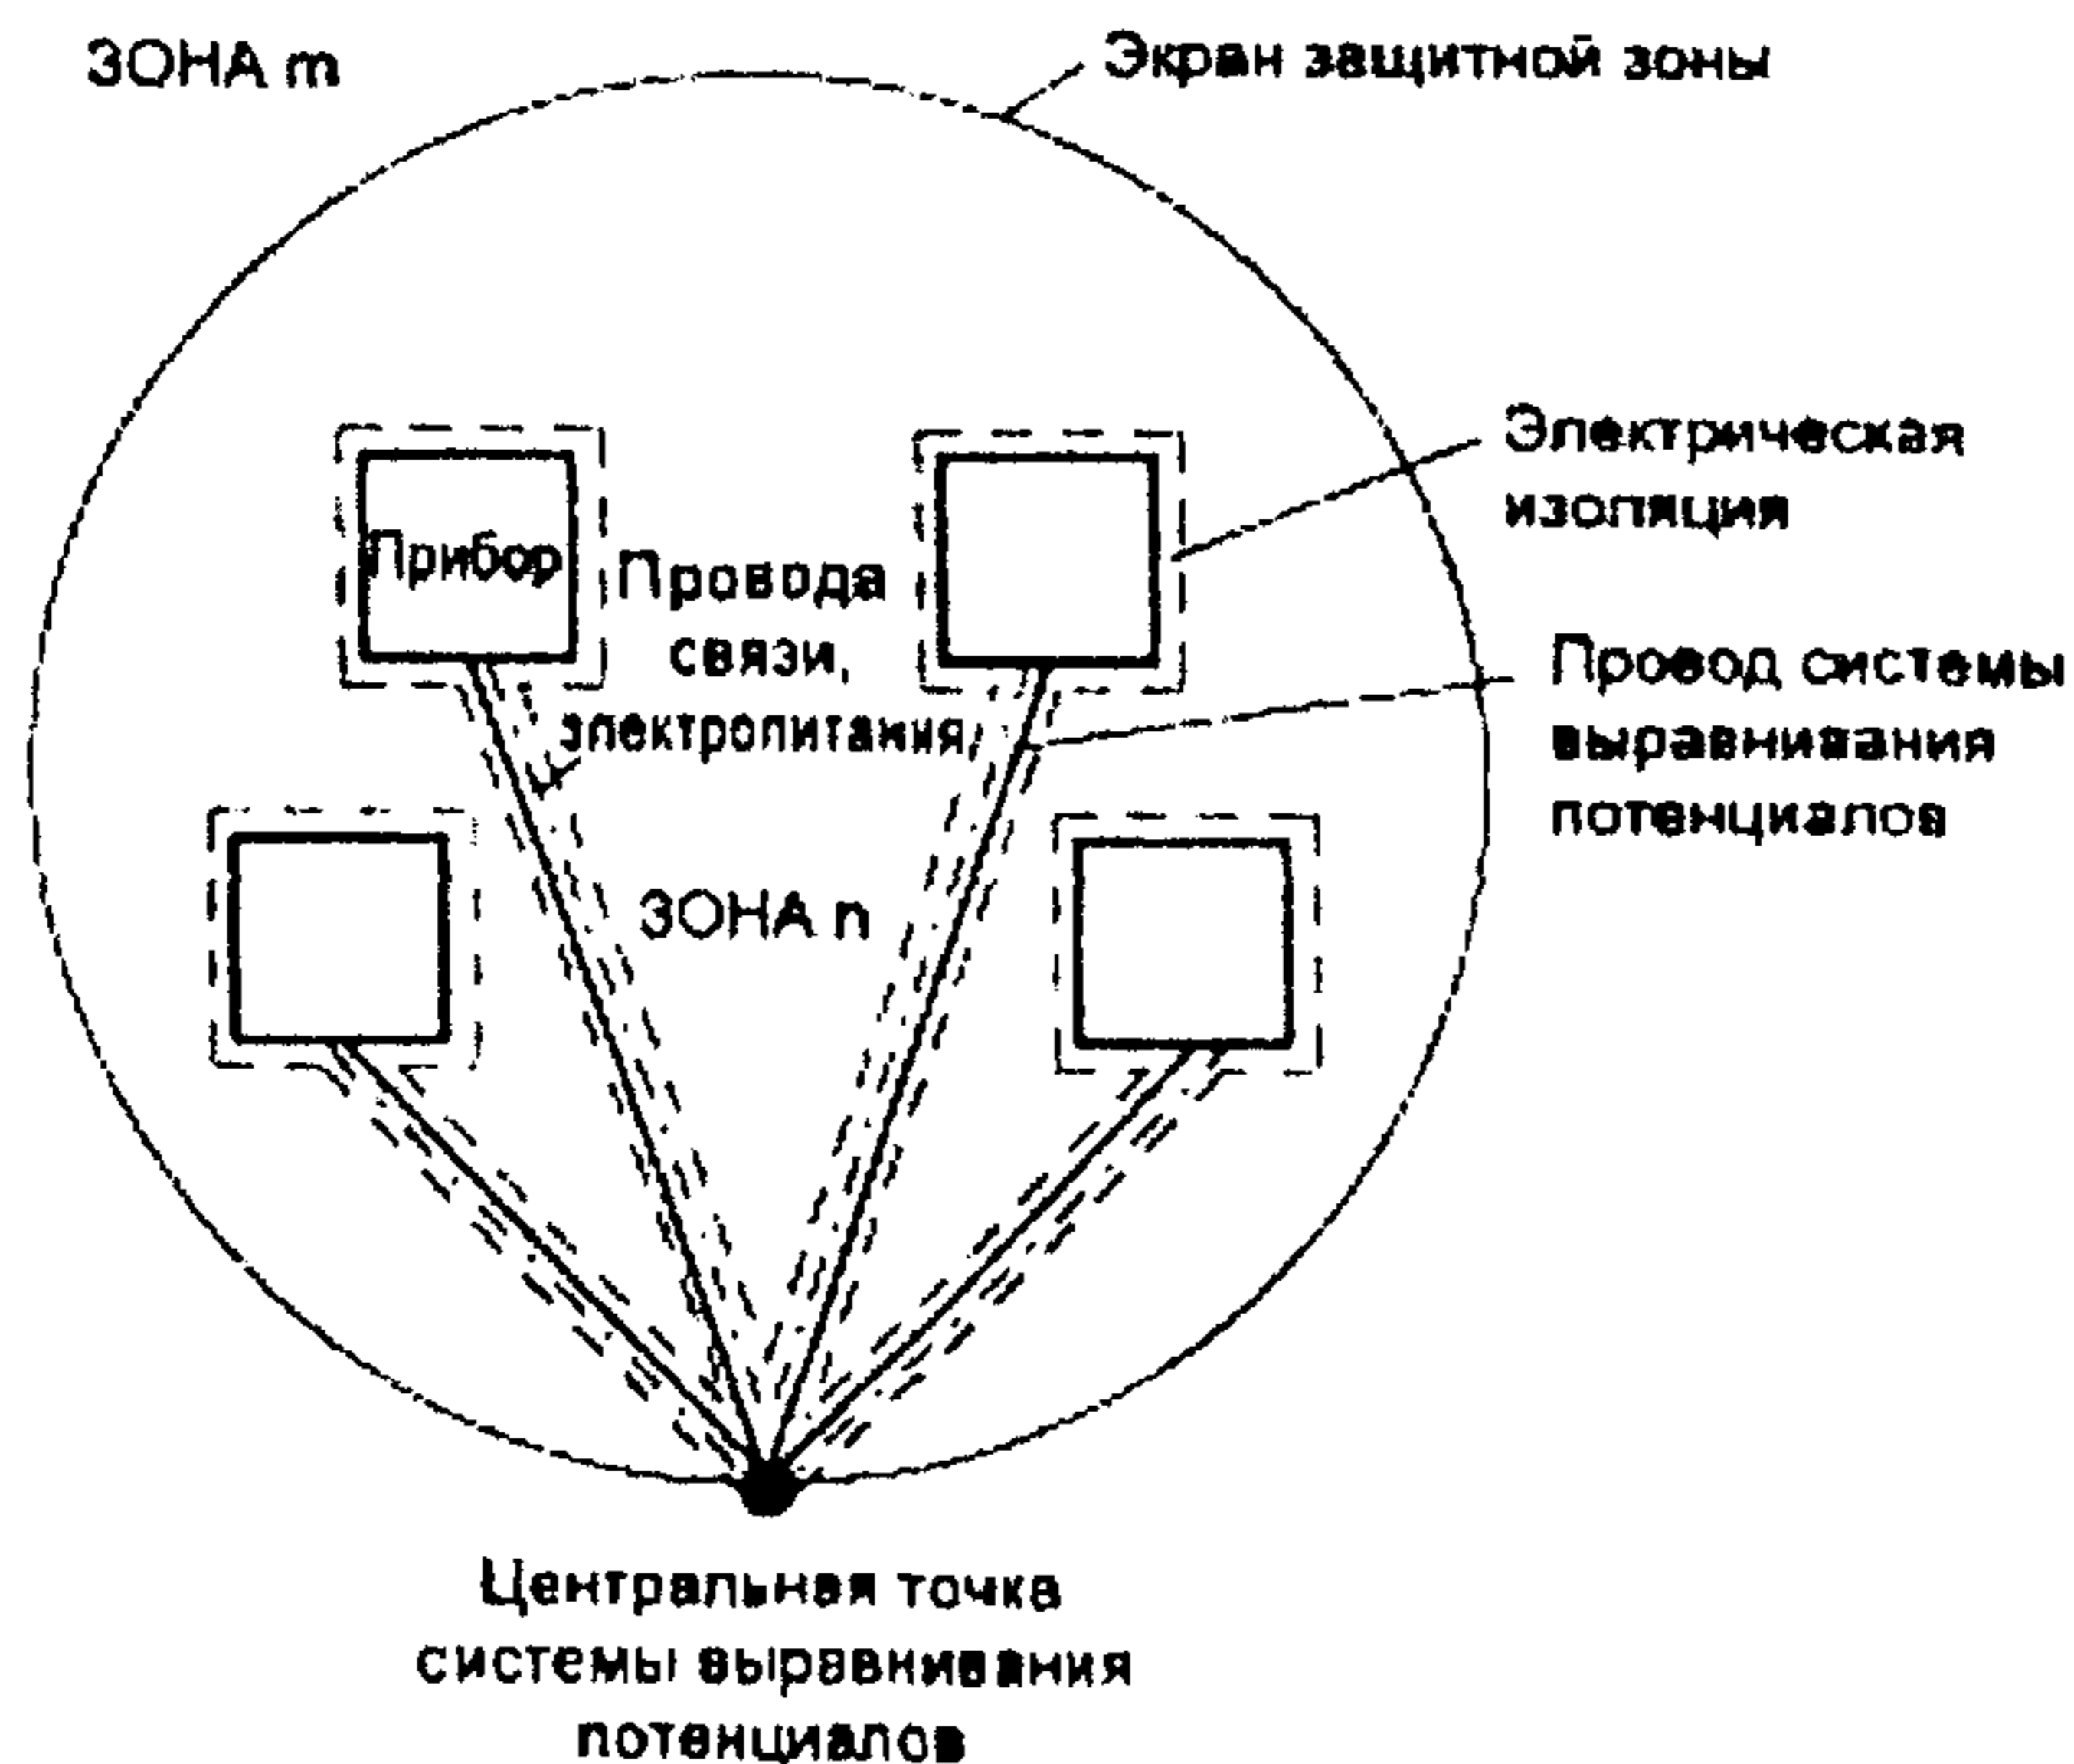 ЗОНА m
Экран защитной зоны
Электрическая
изоляция
Прибор
Провода
связи,
электропитания
Провод системы
выравнивания
потенциалов
ЗОНА n
Центральная точка
системы выравнивания
потенциалов